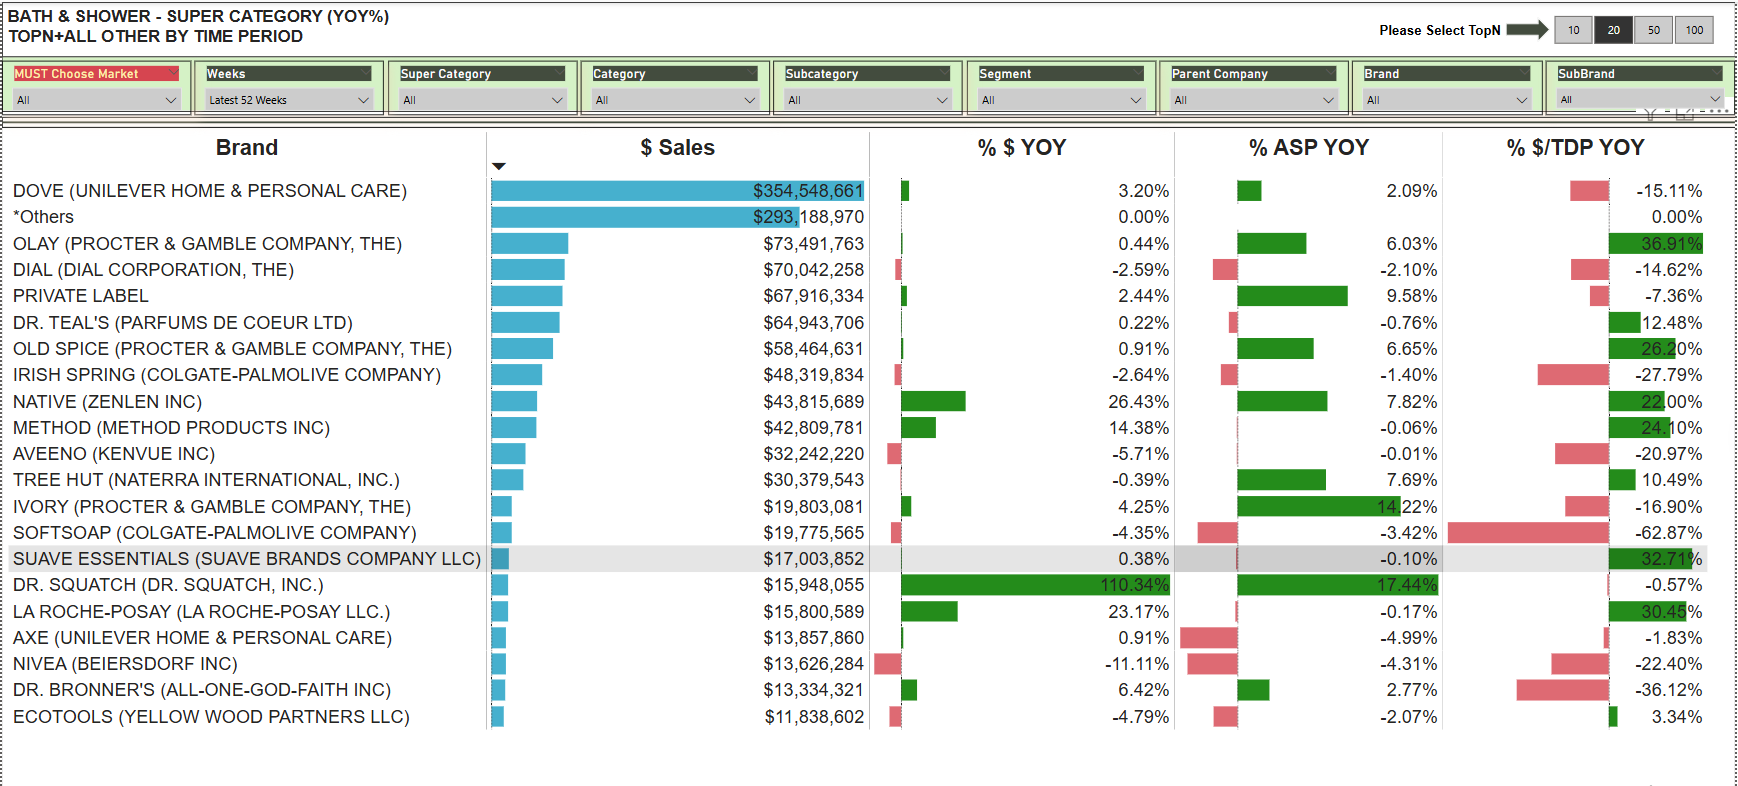 BATH & SHOWER - SUPER CATEGORY (YOY%)
TOPN+ALL OTHER BY TIME PERIOD
Please Select TopN 10 20 50 100
MUST Choose Market Weeks Super Category Category Subcategory Segment Parent Company Brand SubBrand
All Latest 52 Weeks All All All All All All All
Brand $ Sales % $ YOY % ASP YOY % $/TDP YOY
DOVE (UNILEVER HOME & PERSONAL CARE) $354,548,661 3.20% 2.09% -15.11%
*Others $293,188,970 0.00% 0.00%
OLAY (PROCTER & GAMBLE COMPANY, THE) $73,491,763 0.44% 6.03% 36.91%
DIAL (DIAL CORPORATION, THE) $70,042,258 -2.59% -2.10% -14.62%
PRIVATE LABEL $67,916,334 2.44% 9.58% -7.36%
DR. TEAL'S (PARFUMS DE COEUR LTD) $64,943,706 0.22% -0.76% 12.48%
OLD SPICE (PROCTER & GAMBLE COMPANY, THE) $58,464,631 0.91% 6.65% 26.20%
IRISH SPRING (COLGATE-PALMOLIVE COMPANY) $48,319,834 -2.64% -1.40% -27.79%
NATIVE (ZENLEN INC) $43,815,689 26.43% 7.82% 22.00%
METHOD (METHOD PRODUCTS INC) $42,809,781 14.38% -0.06% 24.10%
AVEENO (KENVUE INC) $32,242,220 -5.71% -0.01% -20.97%
TREE HUT (NATERRA INTERNATIONAL, INC.) $30,379,543 -0.39% 7.69% 10.49%
IVORY (PROCTER & GAMBLE COMPANY, THE) $19,803,081 4.25% 14.22% -16.90%
SOFTSOAP (COLGATE-PALMOLIVE COMPANY) $19,775,565 -4.35% -3.42% -62.87%
SUAVE ESSENTIALS (SUAVE BRANDS COMPANY LLC) $17,003,852 0.38% -0.10% 32.71%
DR. SQUATCH (DR. SQUATCH, INC.) $15,948,055 110.34% 17.44% -0.57%
LA ROCHE-POSAY (LA ROCHE-POSAY LLC.) $15,800,589 23.17% -0.17% 30.45%
AXE (UNILEVER HOME & PERSONAL CARE) $13,857,860 0.91% -4.99% -1.83%
NIVEA (BEIERSDORF INC) $13,626,284 -11.11% -4.31% -22.40%
DR. BRONNER'S (ALL-ONE-GOD-FAITH INC) $13,334,321 6.42% 2.77% -36.12%
ECOTOOLS (YELLOW WOOD PARTNERS LLC) $11,838,602 -4.79% -2.07% 3.34%